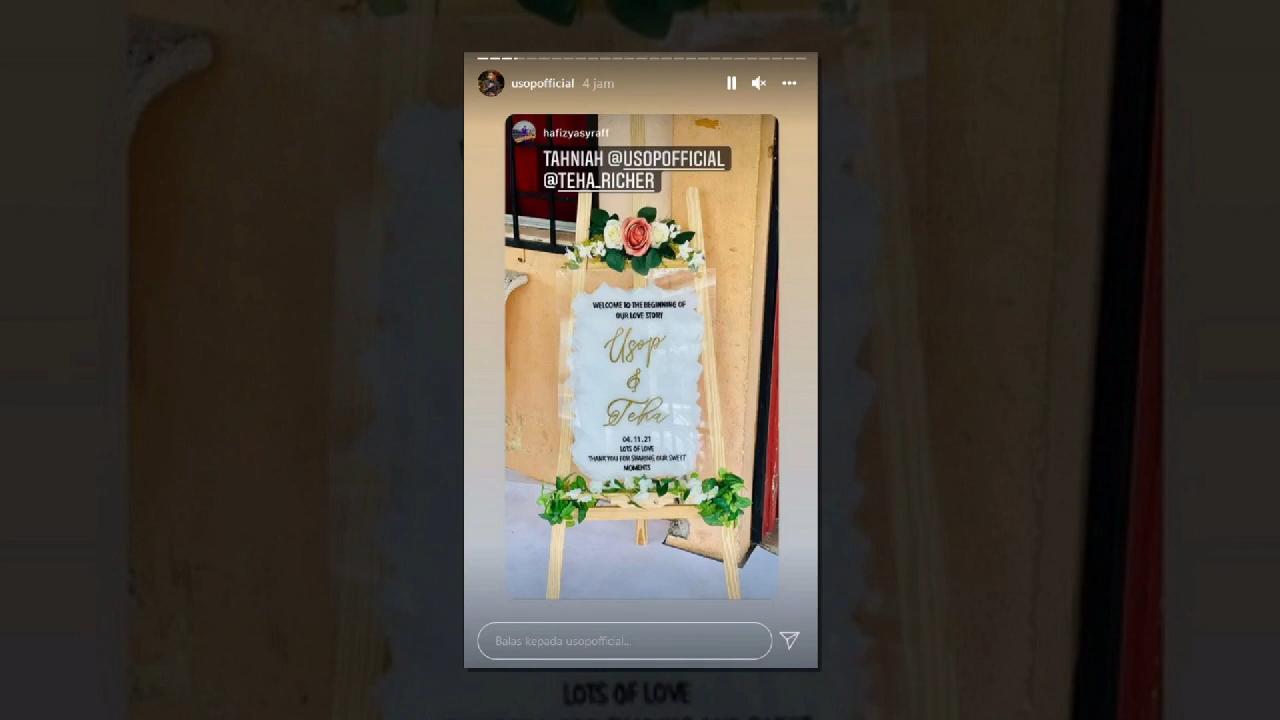 usopofficial 4 jam
hafizyasyraff
TAHNIAH @USOPOFFICIAL
@TEHA_RICHER
WELCOME TO THE BEGINNING OF
OUR LOVE STORY
Usop
&
Teha
04.11.21
LOTS OF LOVE
THANK YOU FOR SHARING OUR SWEET
MOMENTS
Balas kepada usopofficial...
LOTS OF LOVE